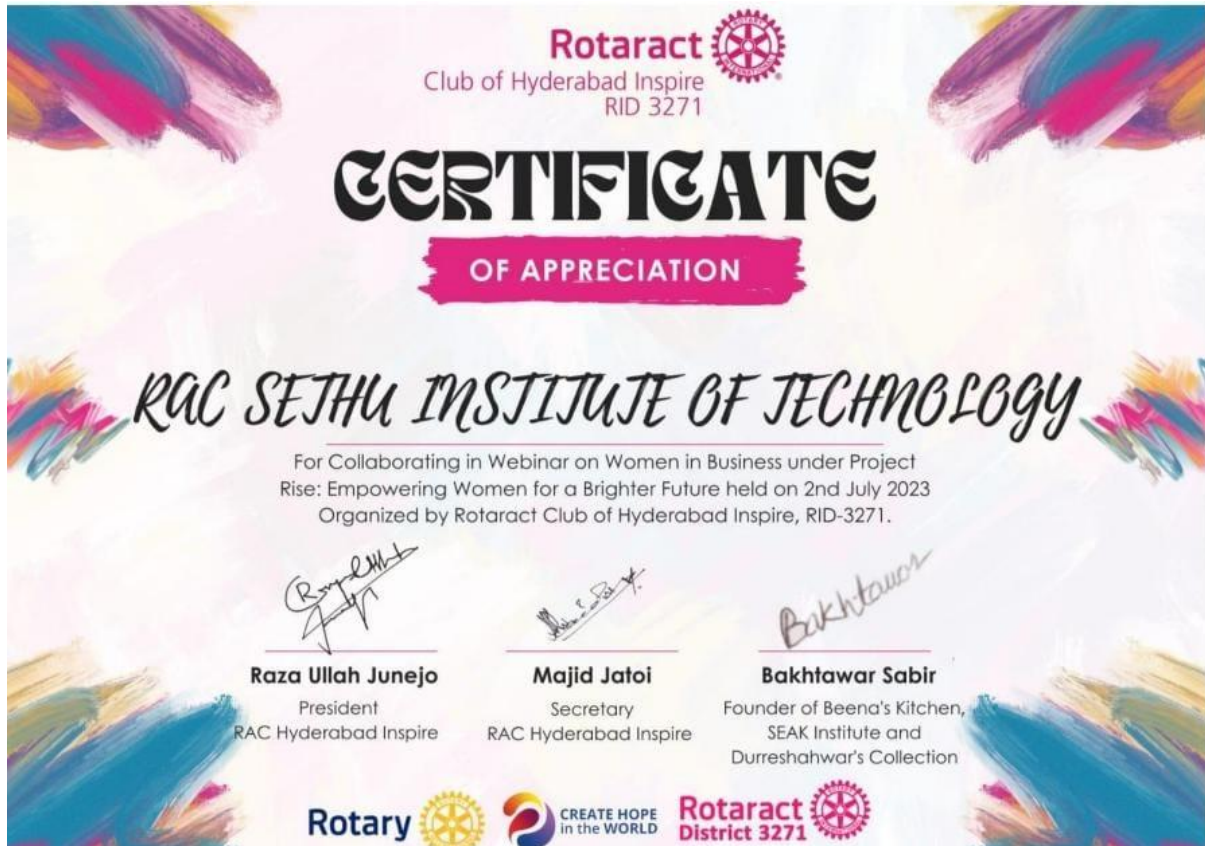 Rotaract
Club of Hyderabad Inspire
RID 3271
ROTARY
INTERNATIONAL
CERTIFICATE
OF APPRECIATION
RAC SETHU INSTITUTE OF TECHNOLOGY
For Collaborating in Webinar on Women in Business under Project
Rise: Empowering Women for a Brighter Future held on 2nd July 2023
Organized by Rotaract Club of Hyderabad Inspire, RID-3271.
Bakhtawar
Raza Ullah Junejo
President
RAC Hyderabad Inspire
Majid Jatoi
Secretary
RAC Hyderabad Inspire
Bakhtawar Sabir
Founder of Beena's Kitchen,
SEAK Institute and
Durreshahwar's Collection
Rotary
CREATE HOPE
in the WORLD
Rotaract
District 3271